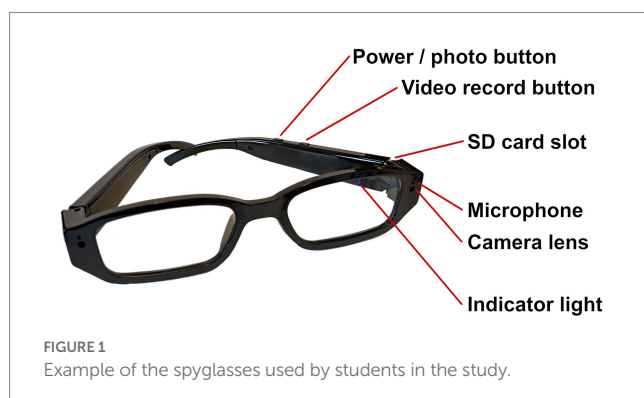 Power / photo button
Video record button
SD card slot
Microphone
Camera lens
Indicator light
FIGURE 1
Example of the spyglasses used by students in the study.